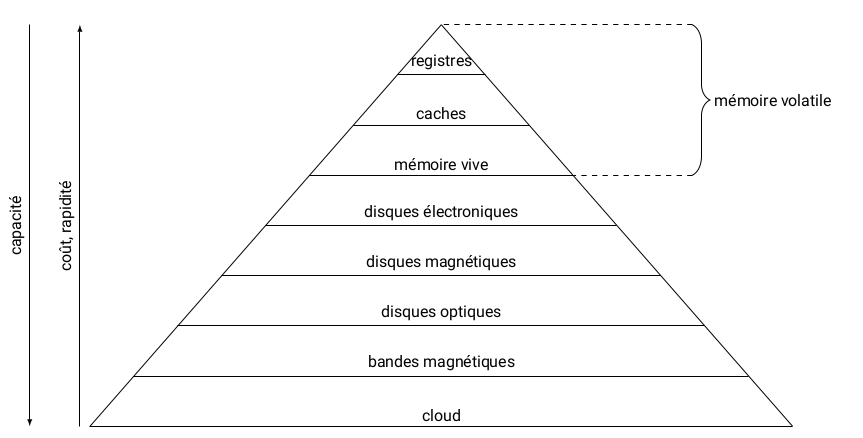 registres
caches
mémoire vive
disques électroniques
disques magnétiques
disques optiques
bandes magnétiques
cloud
mémoire volatile
capacité
coût, rapidité